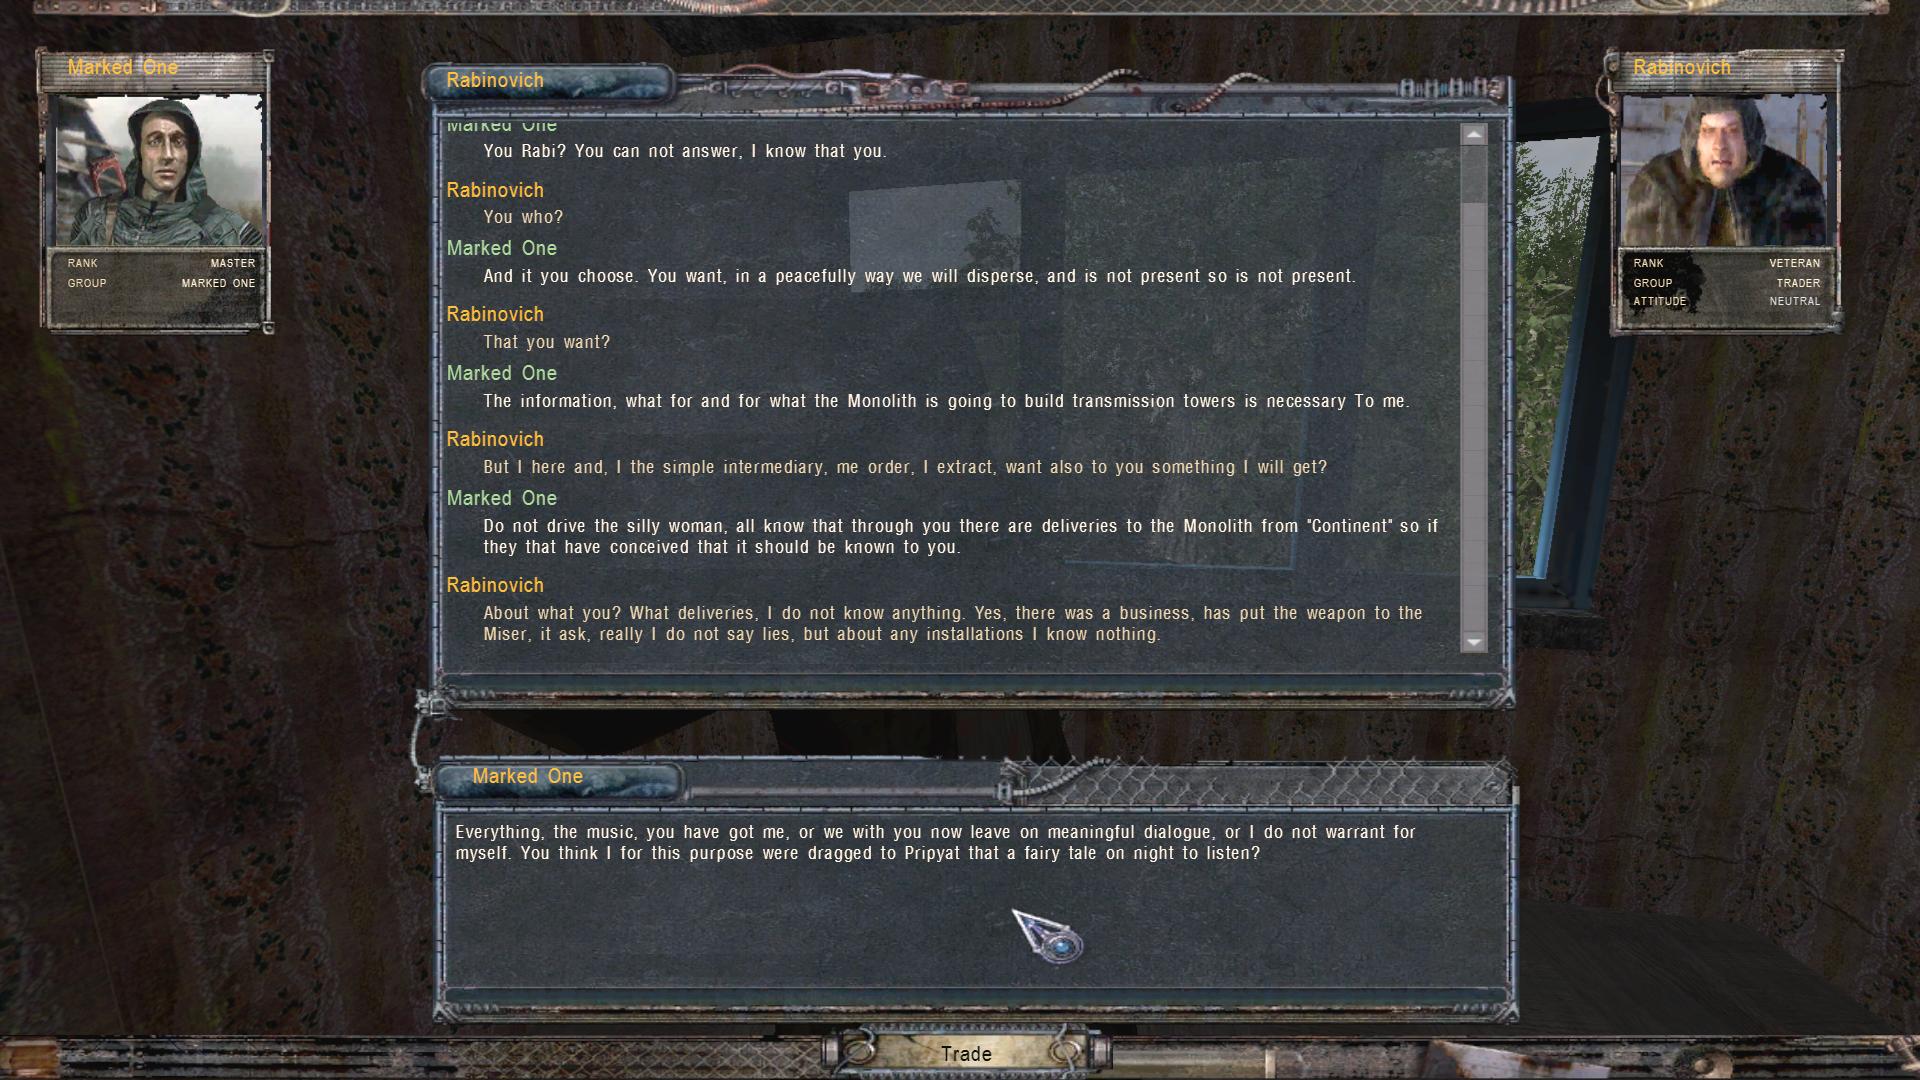 Marked One
RANK MASTER
GROUP MARKED ONE
Rabinovich
Marked One
You Rabi? You can not answer, I know that you.
Rabinovich
You who?
Marked One
And it you choose. You want, in a peacefully way we will disperse, and is not present so is not present.
Rabinovich
That you want?
Marked One
The information, what for and for what the Monolith is going to build transmission towers is necessary To me.
Rabinovich
But I here and, I the simple intermediary, me order, I extract, want also to you something I will get?
Marked One
Do not drive the silly woman, all know that through you there are deliveries to the Monolith from "Continent" so if
they that have conceived that it should be known to you.
Rabinovich
About what you? What deliveries, I do not know anything. Yes, there was a business, has put the weapon to the
Miser, it ask, really I do not say lies, but about any installations I know nothing.
Rabinovich
RANK VETERAN
GROUP TRADER
ATTITUDE NEUTRAL
Marked One
Everything, the music, you have got me, or we with you now leave on meaningful dialogue, or I do not warrant for
myself. You think I for this purpose were dragged to Pripyat that a fairy tale on night to listen?
Trade